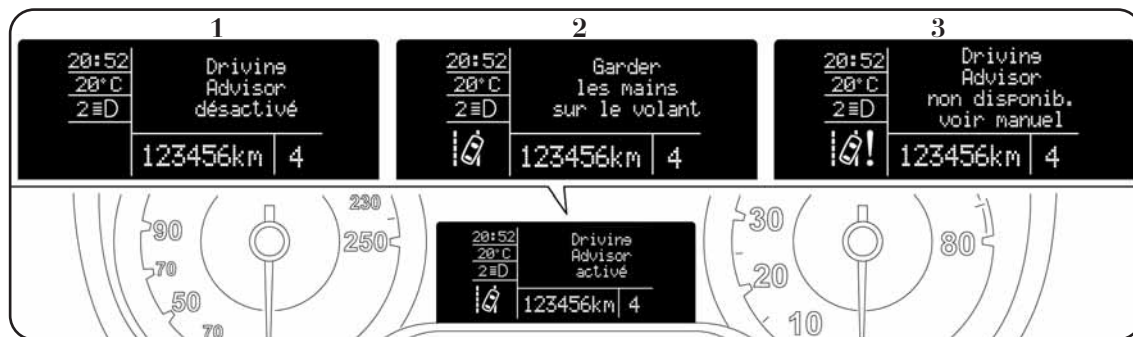 1
20:52
20°C
2≡D
Driving
Advisor
désactivé
123456km
4
2
20:52
20°C
2≡D
Garder
les mains
sur le volant
123456km
4
3
20:52
20°C
2≡D
Driving
Advisor
non disponib.
voir manuel
!
123456km
4
90
70
50
70
230
250
20:52
20°C
2≡D
Driving
Advisor
activé
123456km
4
30
20
10
80